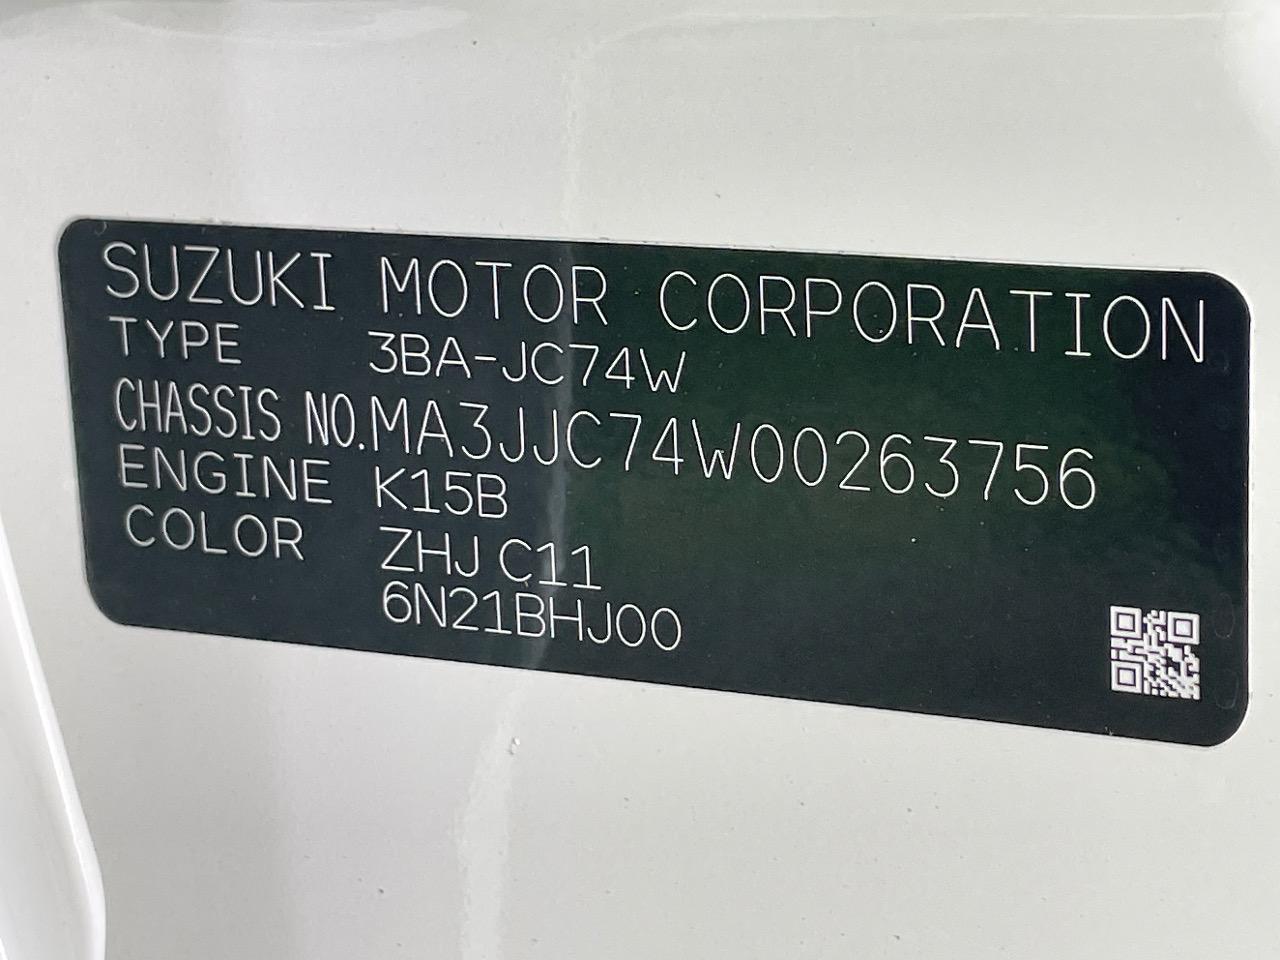 SUZUKI MOTOR CORPORATION
TYPE 3BA-JC74W
CHASSIS NO. MA3JJC74W00263756
ENGINE K15B
COLOR ZHJ C11
6N21BHJ00